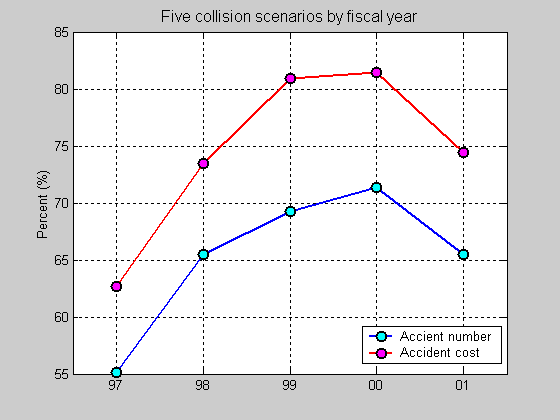 Five collision scenarios by fiscal year
85
80
75
70
65
60
55
Percent (%)
97 98 99 00 01
Accient number
Accident cost